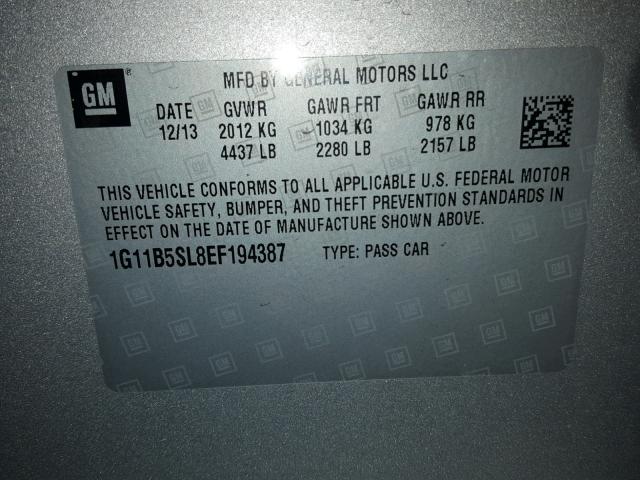 GM ®
MFD BY GENERAL MOTORS LLC
DATE GVWR GAWR FRT GAWR RR
12/13 2012 KG 1034 KG 978 KG
4437 LB 2280 LB 2157 LB
THIS VEHICLE CONFORMS TO ALL APPLICABLE U.S. FEDERAL MOTOR
VEHICLE SAFETY, BUMPER, AND THEFT PREVENTION STANDARDS IN
EFFECT ON THE DATE OF MANUFACTURE SHOWN ABOVE.
1G11B5SL8EF194387 TYPE: PASS CAR